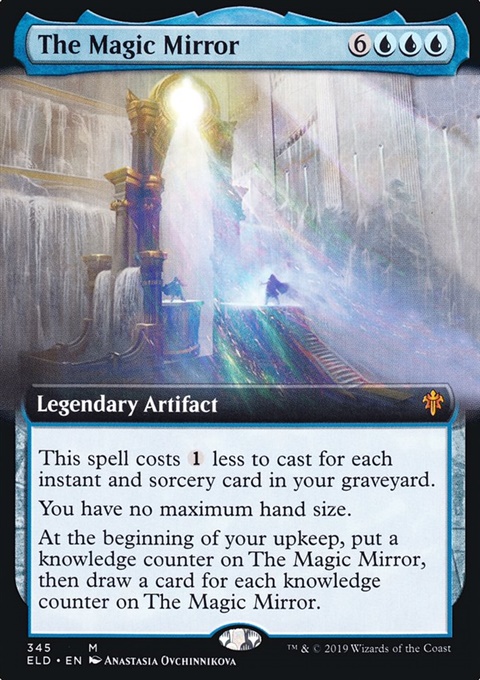 The Magic Mirror 6
Legendary Artifact
This spell costs 1 less to cast for each
instant and sorcery card in your graveyard.
You have no maximum hand size.
At the beginning of your upkeep, put a
knowledge counter on The Magic Mirror,
then draw a card for each knowledge
counter on The Magic Mirror.
345 M
ELD • EN Anastasia Ovchinnikova
™ & © 2019 Wizards of the Coast